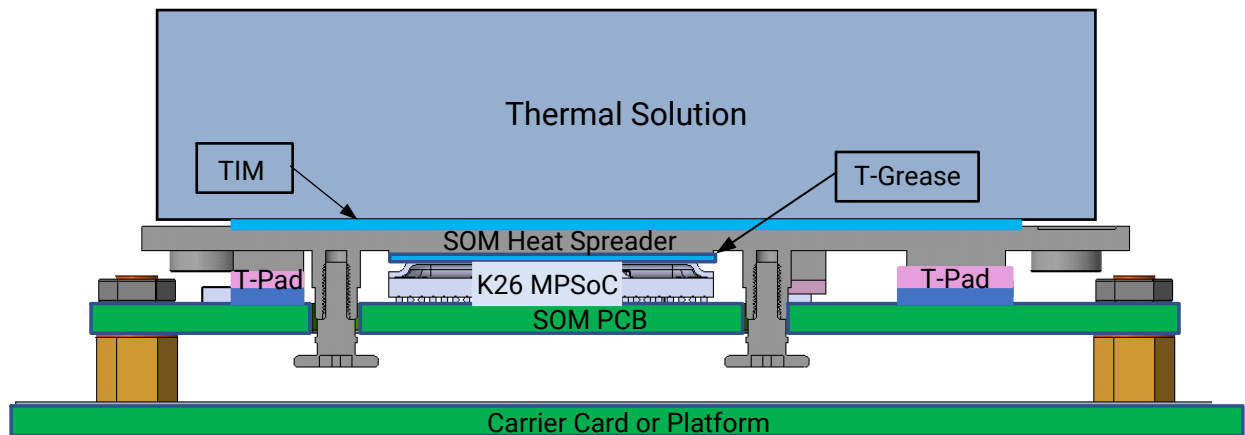 Thermal Solution
TIM
T-Grease
SOM Heat Spreader
T-Pad
K26 MPSoC
T-Pad
SOM PCB
Carrier Card or Platform